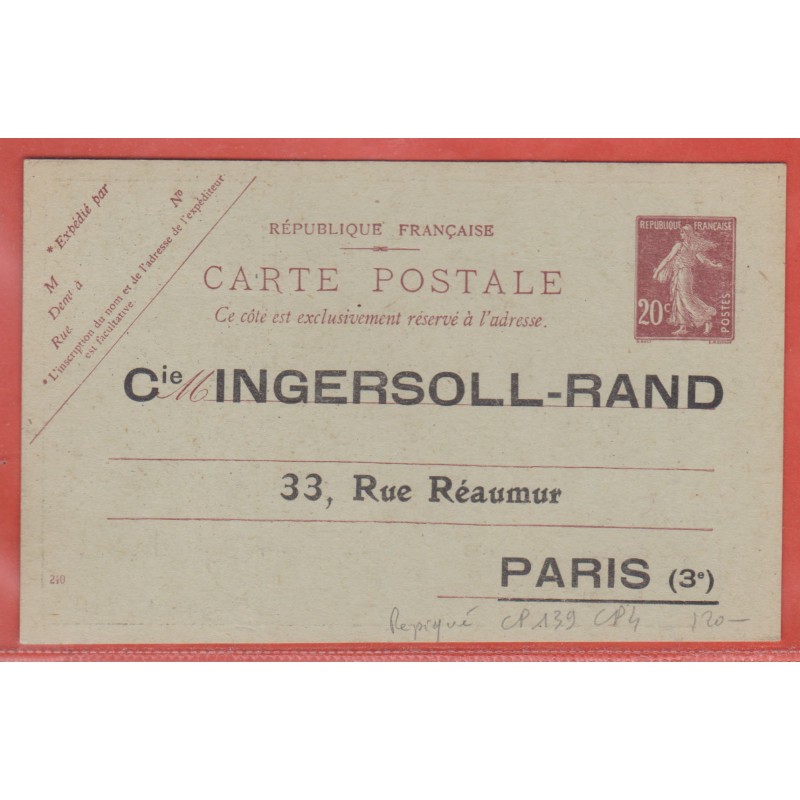 * Expédié par
M N°
Demt à
Rue
* L'inscription du nom et de l'adresse de l'expéditeur
est facultative.
RÉPUBLIQUE FRANÇAISE
CARTE POSTALE
Ce côté est exclusivement réservé à l'adresse.
RÉPUBLIQUE FRANÇAISE
20c
POSTES
Cie M INGERSOLL-RAND
33, Rue Réaumur
PARIS (3e)
210
Repiqué CP 139 CP4 120-